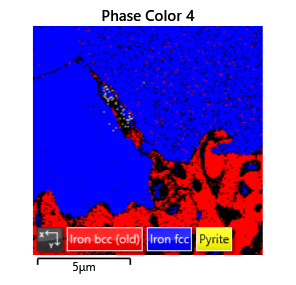 Phase Color 4
X Y Iron bcc (old) Iron fcc Pyrite
5μm